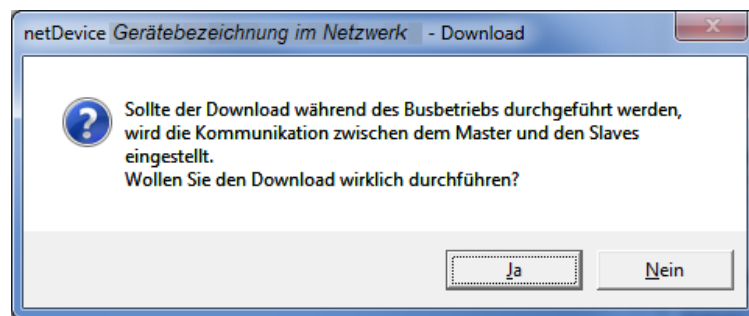 netDevice Gerätebezeichnung im Netzwerk - Download
Sollte der Download während des Busbetriebs durchgeführt werden,
wird die Kommunikation zwischen dem Master und den Slaves
eingestellt.
Wollen Sie den Download wirklich durchführen?
Ja
Nein